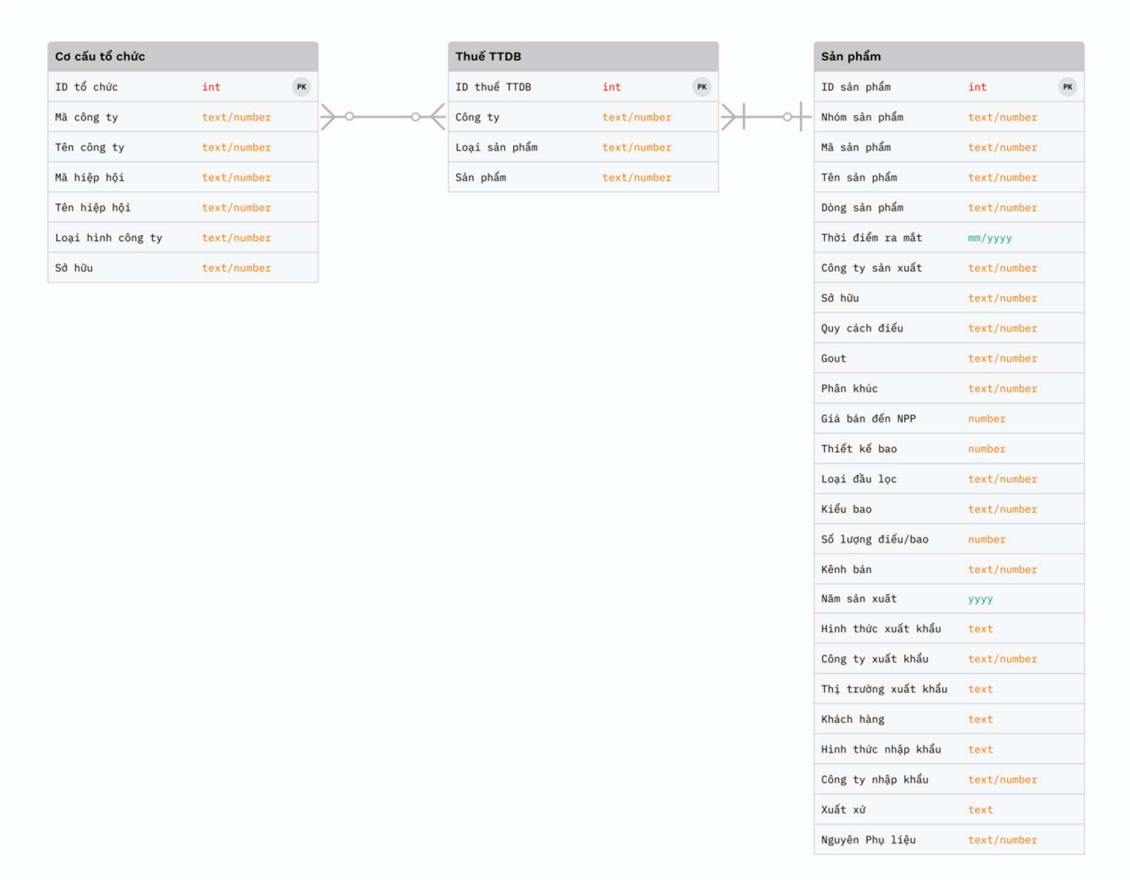 Cơ cấu tổ chức
ID tổ chức int PK
Mã công ty text/number
Tên công ty text/number
Mã hiệp hội text/number
Tên hiệp hội text/number
Loại hình công ty text/number
Sở hữu text/number
Thuế TTDB
ID thuế TTDB int PK
Công ty text/number
Loại sản phẩm text/number
Sản phẩm text/number
Sản phẩm
ID sản phẩm int PK
Nhóm sản phẩm text/number
Mã sản phẩm text/number
Tên sản phẩm text/number
Dòng sản phẩm text/number
Thời điểm ra mắt mm/yyyy
Công ty sản xuất text/number
Sở hữu text/number
Quy cách điếu text/number
Gout text/number
Phân khúc text/number
Giá bán đến NPP number
Thiết kế bao number
Loại đầu lọc text/number
Kiểu bao text/number
Số lượng điếu/bao number
Kênh bán text/number
Năm sản xuất yyyy
Hình thức xuất khẩu text
Công ty xuất khẩu text/number
Thị trường xuất khẩu text
Khách hàng text
Hình thức nhập khẩu text
Công ty nhập khẩu text/number
Xuất xứ text
Nguyên Phụ liệu text/number